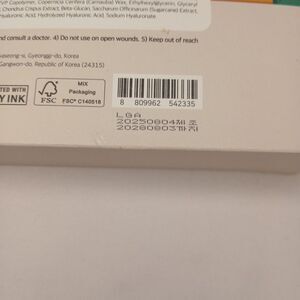 VP Copolymer, Copernicia Cerifera (Carnauba) Wax, Ethylhexylglycerin, Glyceryl
Chondrus Crispus Extract, Beta-Glucan, Saccharum Officinarum (Sugarcane) Extract,
Hyaluronic Acid, Hydrolyzed Hyaluronic Acid, Sodium Hyaluronate
nd consult a doctor. 4) Do not use on open wounds. 5) Keep out of reach
Gyeonggi-do, Korea
Gangwon-do, Republic of Korea (24315)
TED WITH
Y INK
FSC
MIX
Packaging
FSC® C140518
8 809962 542335
LGA
20250804제조
20280803까지